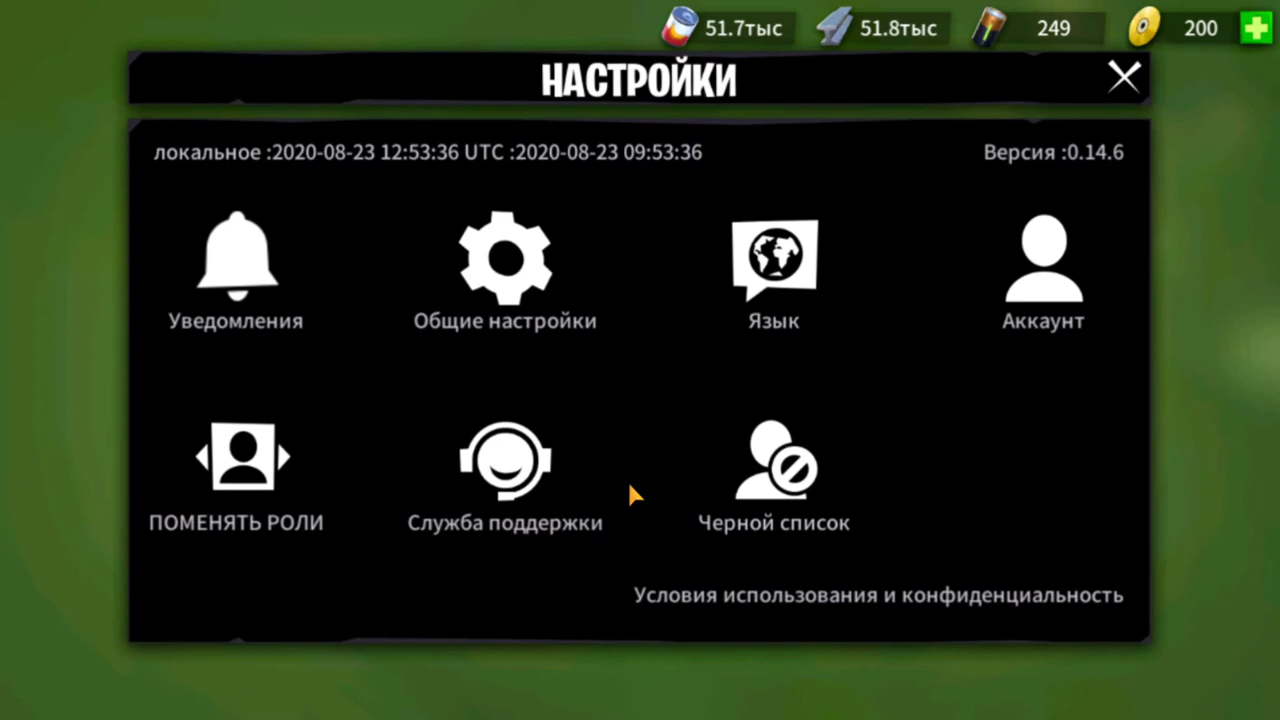 51.7тыс 51.8тыс 249 200
НАСТРОЙКИ
локальное :2020-08-23 12:53:36 UTC :2020-08-23 09:53:36 Версия :0.14.6
Уведомления Общие настройки Язык Аккаунт
ПОМЕНЯТЬ РОЛИ Служба поддержки Черной список
Условия использования и конфиденциальность